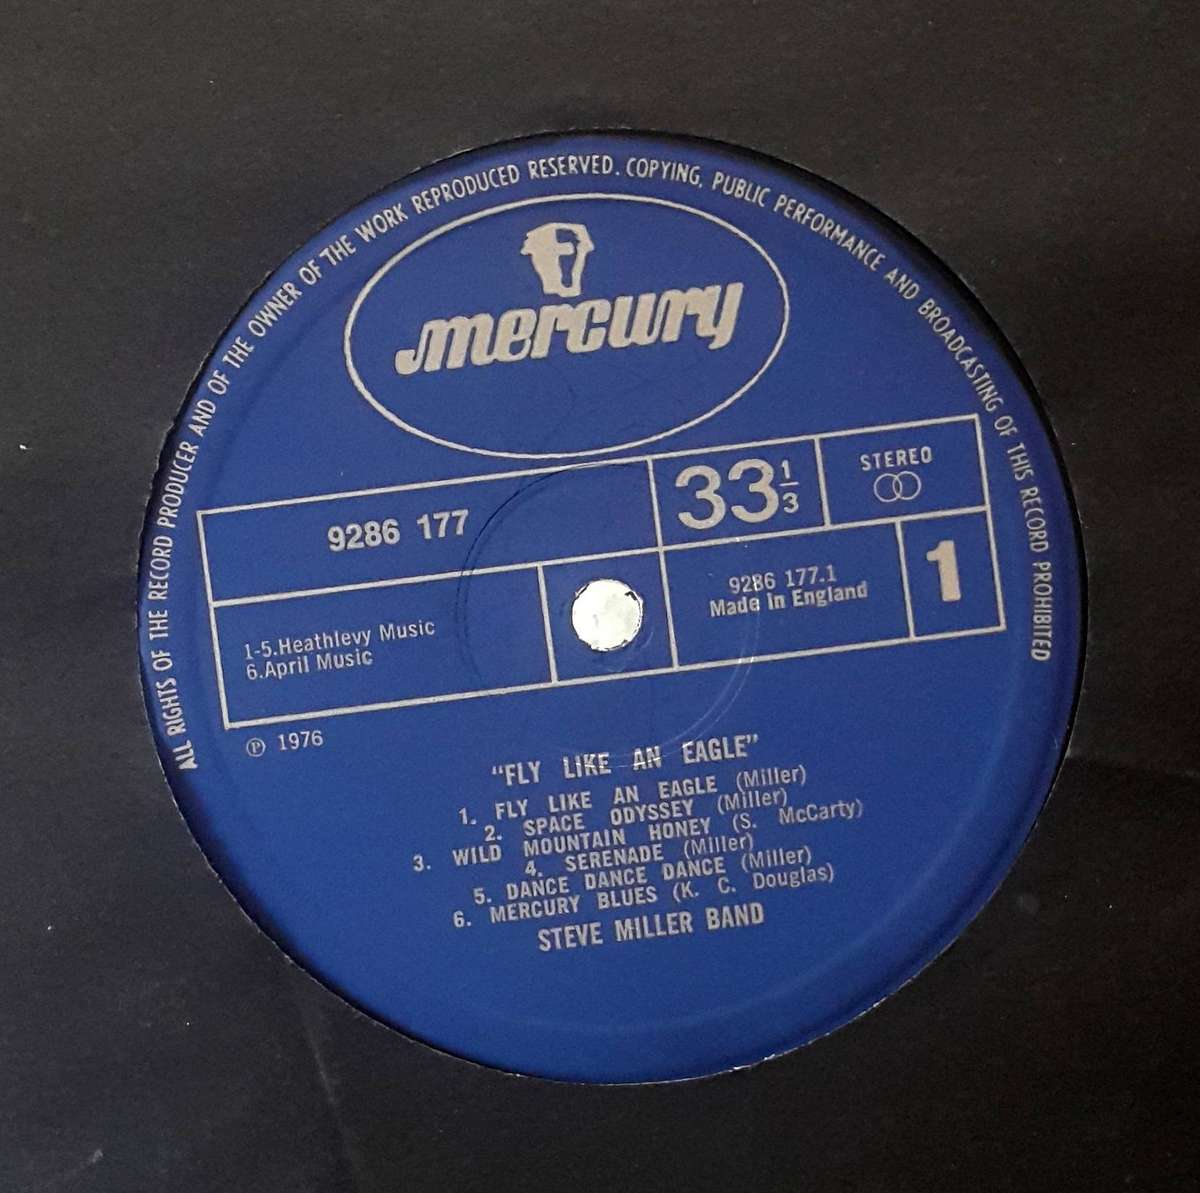 ALL RIGHTS OF THE RECORD PRODUCER AND OF THE OWNER OF THE WORK REPRODUCED RESERVED. COPYING, PUBLIC PERFORMANCE AND BROADCASTING OF THIS RECORD PROHIBITED
mercury
9286 177
33 1/3
STEREO
1-5.Heathlevy Music
6.April Music
9286 177.1
Made In England
1
℗ 1976
"FLY LIKE AN EAGLE"
1. FLY LIKE AN EAGLE (Miller)
2. SPACE ODYSSEY (Miller)
3. WILD MOUNTAIN HONEY (S. McCarty)
4. SERENADE (Miller)
5. DANCE DANCE DANCE (Miller)
6. MERCURY BLUES (K. C. Douglas)
STEVE MILLER BAND